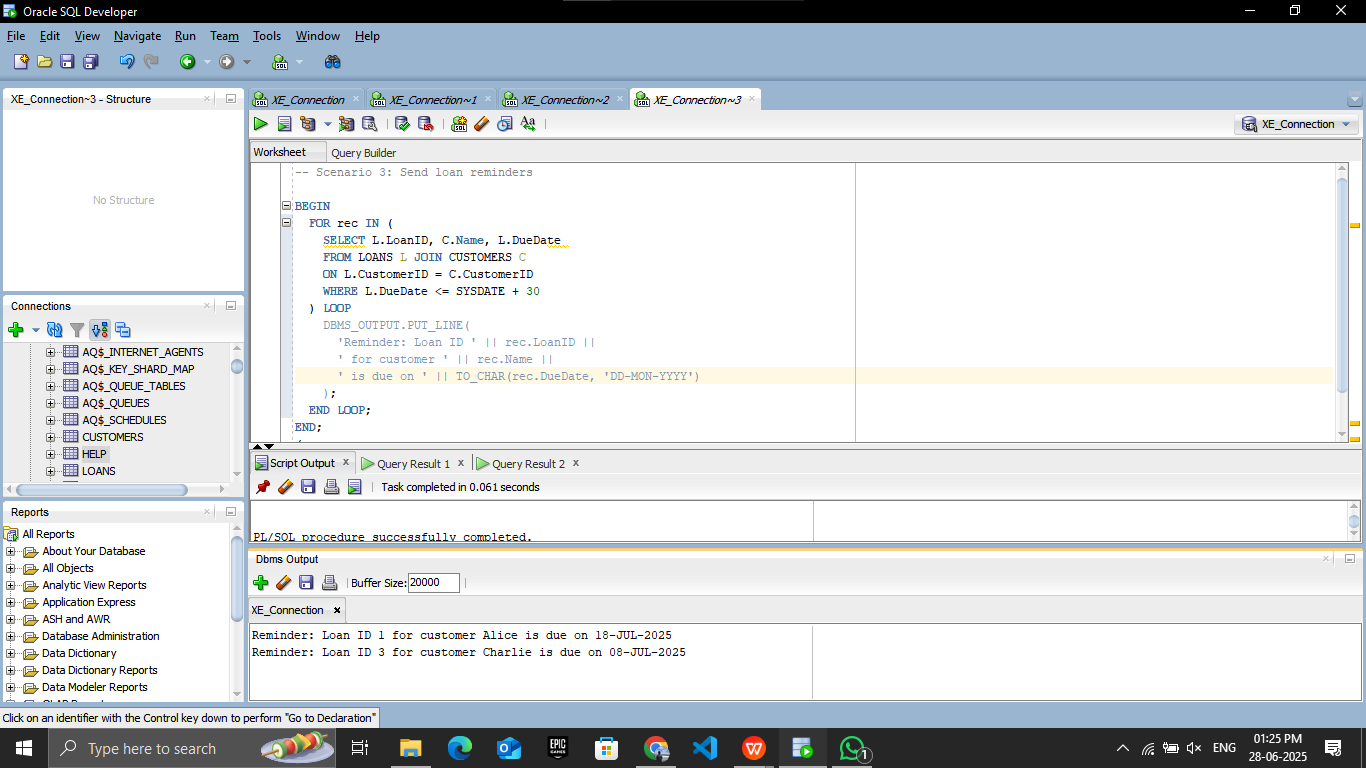 Oracle SQL Developer
File Edit View Navigate Run Team Tools Window Help
XE_Connection~3 - Structure
No Structure
Connections
AQ$_INTERNET_AGENTS
AQ$_KEY_SHARD_MAP
AQ$_QUEUE_TABLES
AQ$_QUEUES
AQ$_SCHEDULES
CUSTOMERS
HELP
LOANS
Reports
All Reports
About Your Database
All Objects
Analytic View Reports
Application Express
ASH and AWR
Database Administration
Data Dictionary
Data Dictionary Reports
Data Modeler Reports
XE_Connection XE_Connection~1 XE_Connection~2 XE_Connection~3
XE_Connection
Worksheet Query Builder
-- Scenario 3: Send loan reminders
BEGIN
FOR rec IN (
SELECT L.LoanID, C.Name, L.DueDate
FROM LOANS L JOIN CUSTOMERS C
ON L.CustomerID = C.CustomerID
WHERE L.DueDate <= SYSDATE + 30
) LOOP
DBMS_OUTPUT.PUT_LINE(
'Reminder: Loan ID ' || rec.LoanID ||
' for customer ' || rec.Name ||
' is due on ' || TO_CHAR(rec.DueDate, 'DD-MON-YYYY')
);
END LOOP;
END;
Script Output Query Result 1 Query Result 2
Task completed in 0.061 seconds
PL/SQL procedure successfully completed.
Dbms Output
Buffer Size: 20000
XE_Connection
Reminder: Loan ID 1 for customer Alice is due on 18-JUL-2025
Reminder: Loan ID 3 for customer Charlie is due on 08-JUL-2025
Click on an identifier with the Control key down to perform "Go to Declaration"
Type here to search
EPIC
GAMES
1
ENG
01:25 PM
28-06-2025